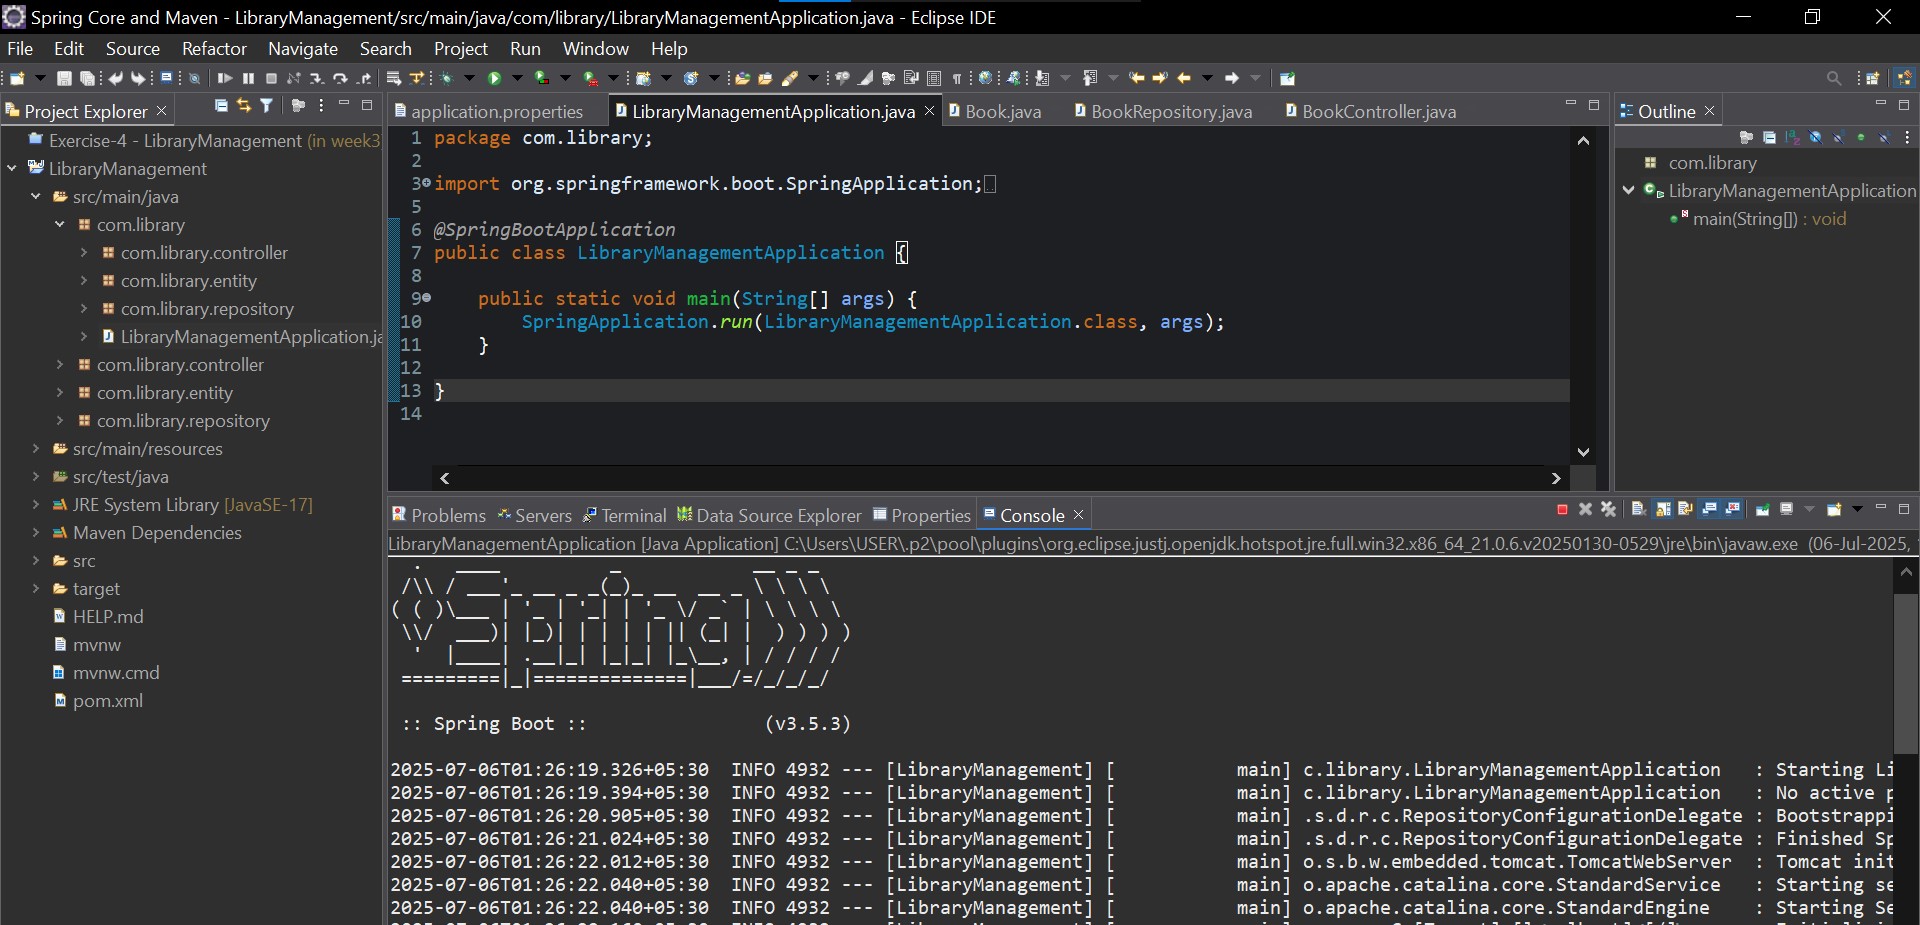 Spring Core and Maven - LibraryManagement/src/main/java/com/library/LibraryManagementApplication.java - Eclipse IDE
File Edit Source Refactor Navigate Search Project Run Window Help
Project Explorer
Exercise-4 - LibraryManagement (in week3
LibraryManagement
src/main/java
com.library
com.library.controller
com.library.entity
com.library.repository
LibraryManagementApplication.ja
com.library.controller
com.library.entity
com.library.repository
src/main/resources
src/test/java
JRE System Library [JavaSE-17]
Maven Dependencies
src
target
HELP.md
mvnw
mvnw.cmd
pom.xml
application.properties LibraryManagementApplication.java Book.java BookRepository.java BookController.java
1 package com.library;
2
3 import org.springframework.boot.SpringApplication;
5
6 @SpringBootApplication
7 public class LibraryManagementApplication {
8
9 public static void main(String[] args) {
10 SpringApplication.run(LibraryManagementApplication.class, args);
11 }
12
13 }
14
Outline
com.library
LibraryManagementApplication
main(String[]) : void
Problems Servers Terminal Data Source Explorer Properties Console
LibraryManagementApplication [Java Application] C:\Users\USER\.p2\pool\plugins\org.eclipse.justj.openjdk.hotspot.jre.full.win32.x86_64_21.0.6.v20250130-0529\jre\bin\javaw.exe (06-Jul-2025,
Spring
:: Spring Boot :: (v3.5.3)
2025-07-06T01:26:19.326+05:30 INFO 4932 --- [LibraryManagement] [ main] c.library.LibraryManagementApplication : Starting Li
2025-07-06T01:26:19.394+05:30 INFO 4932 --- [LibraryManagement] [ main] c.library.LibraryManagementApplication : No active p
2025-07-06T01:26:20.905+05:30 INFO 4932 --- [LibraryManagement] [ main] .s.d.r.c.RepositoryConfigurationDelegate : Bootstrappi
2025-07-06T01:26:21.024+05:30 INFO 4932 --- [LibraryManagement] [ main] .s.d.r.c.RepositoryConfigurationDelegate : Finished Sp
2025-07-06T01:26:22.012+05:30 INFO 4932 --- [LibraryManagement] [ main] o.s.b.w.embedded.tomcat.TomcatWebServer : Tomcat init
2025-07-06T01:26:22.040+05:30 INFO 4932 --- [LibraryManagement] [ main] o.apache.catalina.core.StandardService : Starting se
2025-07-06T01:26:22.040+05:30 INFO 4932 --- [LibraryManagement] [ main] o.apache.catalina.core.StandardEngine : Starting Se